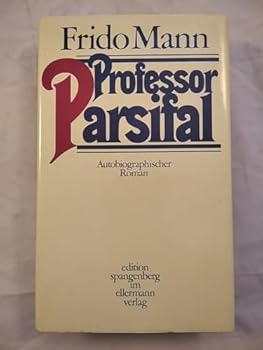 Frido Mann
Professor
Parsifal
Autobiographischer
Roman
edition
spangenberg
im
ellermann
verlag